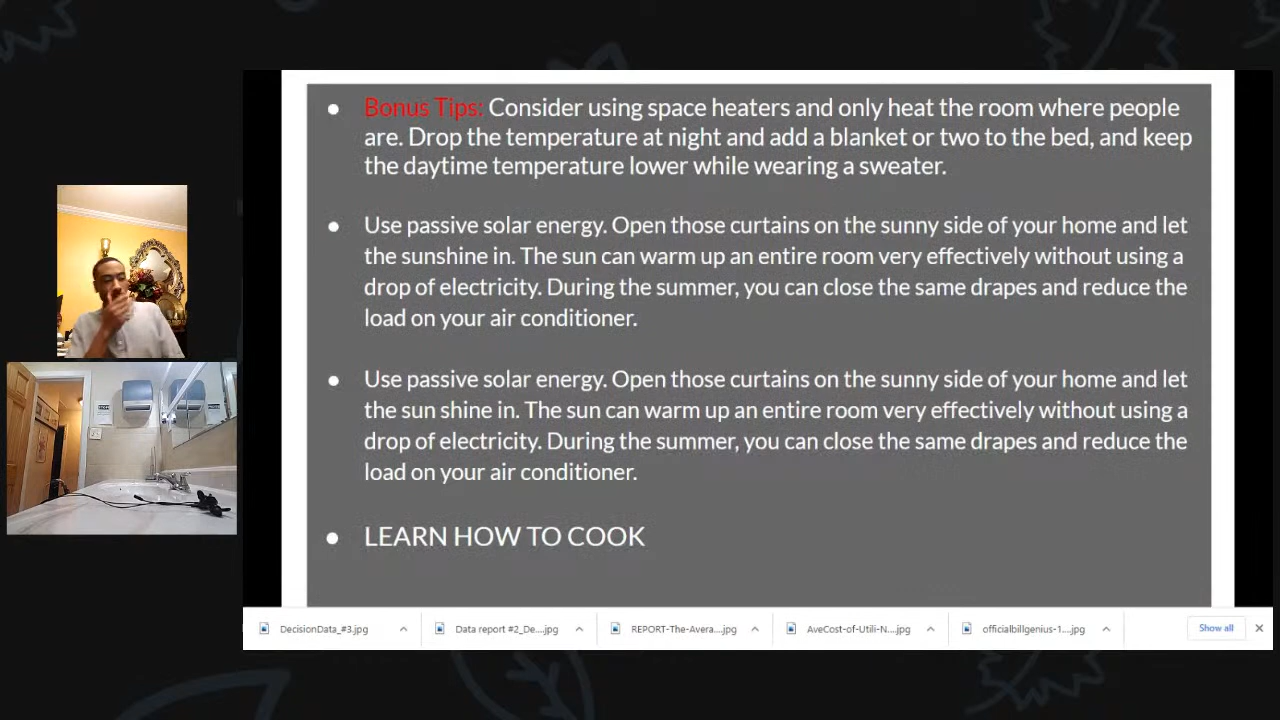 Bonus Tips: Consider using space heaters and only heat the room where people
are. Drop the temperature at night and add a blanket or two to the bed, and keep
the daytime temperature lower while wearing a sweater.
Use passive solar energy. Open those curtains on the sunny side of your home and let
the sunshine in. The sun can warm up an entire room very effectively without using a
drop of electricity. During the summer, you can close the same drapes and reduce the
load on your air conditioner.
Use passive solar energy. Open those curtains on the sunny side of your home and let
the sun shine in. The sun can warm up an entire room very effectively without using a
drop of electricity. During the summer, you can close the same drapes and reduce the
load on your air conditioner.
LEARN HOW TO COOK
DecisionData_#3.jpg
Data report #2_De....jpg
REPORT-The-Avera....jpg
AveCost-of-Utili-N....jpg
officialbillgenius-1....jpg
Show all